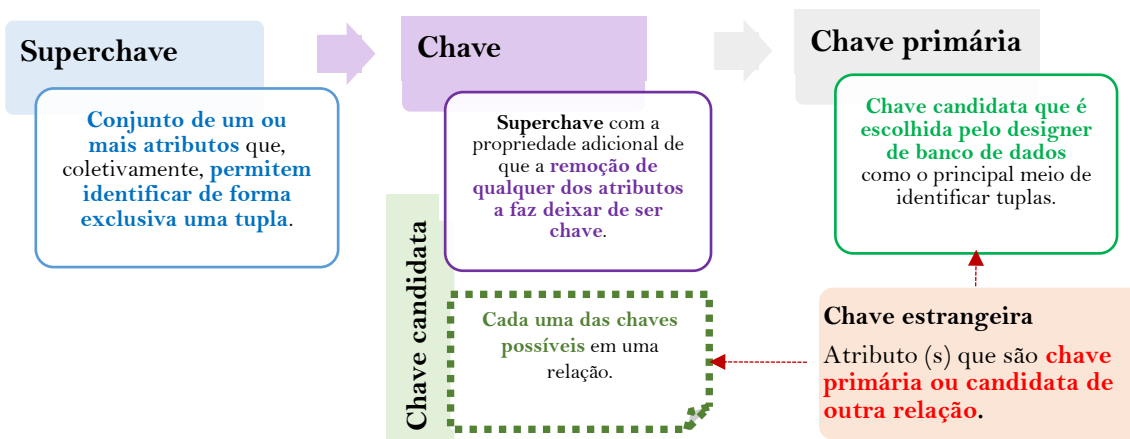 Superchave
Conjunto de um ou
mais atributos que,
coletivamente, permitem
identificar de forma
exclusiva uma tupla.
Chave
Superchave com a
propriedade adicional de
que a remoção de
qualquer dos atributos
a faz deixar de ser
chave.
Chave candidata
Cada uma das chaves
possíveis em uma
relação.
Chave primária
Chave candidata que é
escolhida pelo designer
de banco de dados
como o principal meio de
identificar tuplas.
Chave estrangeira
Atributo (s) que são chave
primária ou candidata de
outra relação.